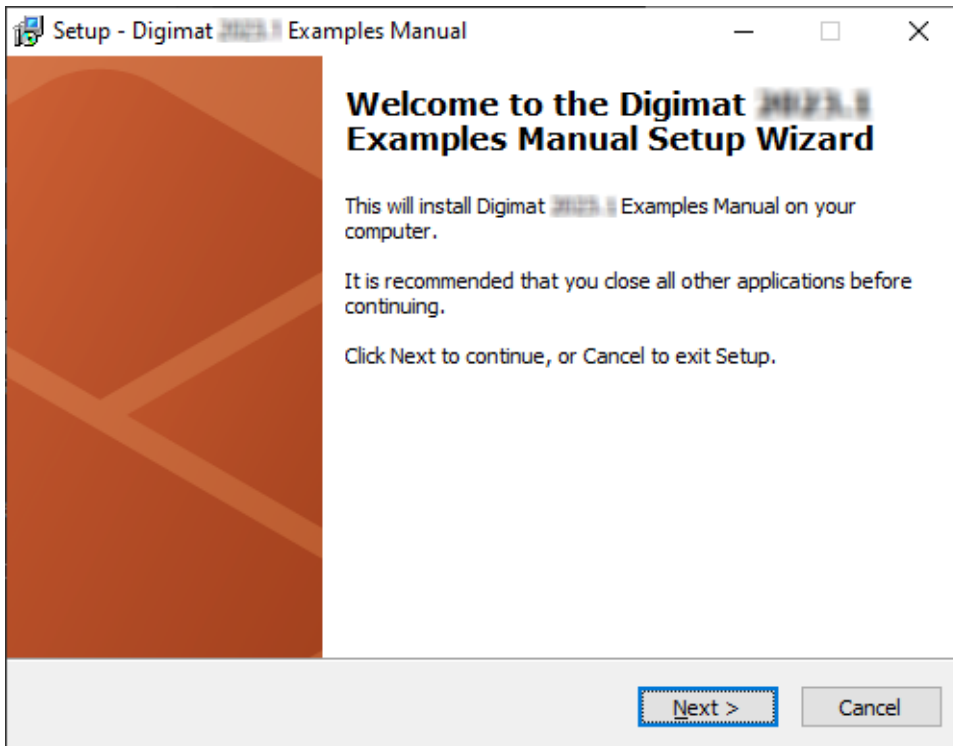 Setup - Digimat Examples Manual
Welcome to the Digimat
Examples Manual Setup Wizard
This will install Digimat Examples Manual on your
computer.
It is recommended that you close all other applications before
continuing.
Click Next to continue, or Cancel to exit Setup.
Next >
Cancel